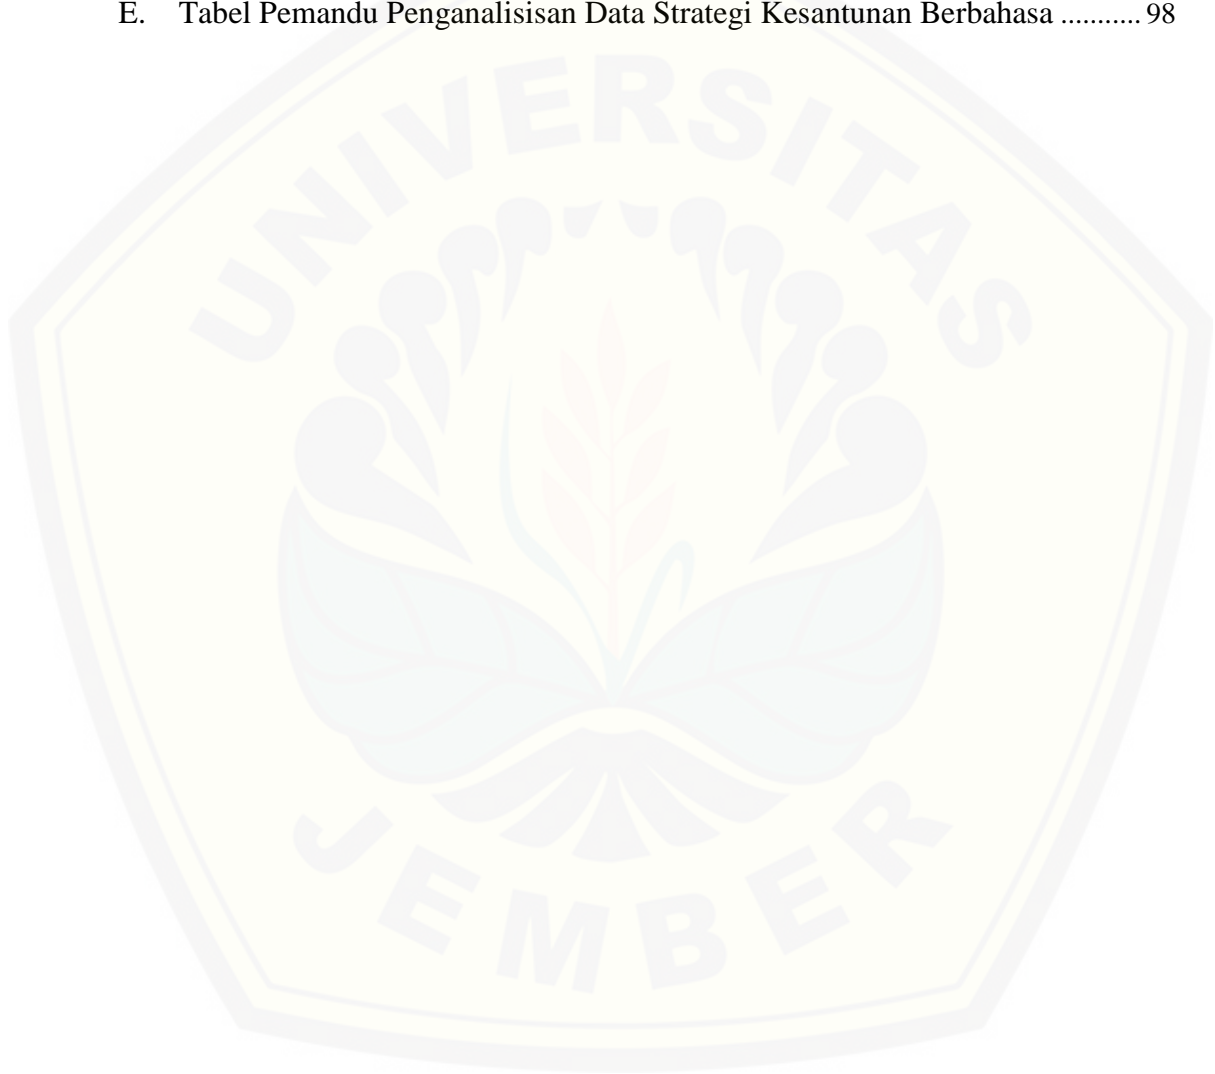 E. Tabel Pemandu Penganalisisan Data Strategi Kesantunan Berbahasa ........... 98
UNIVERSITAS
JEMBER